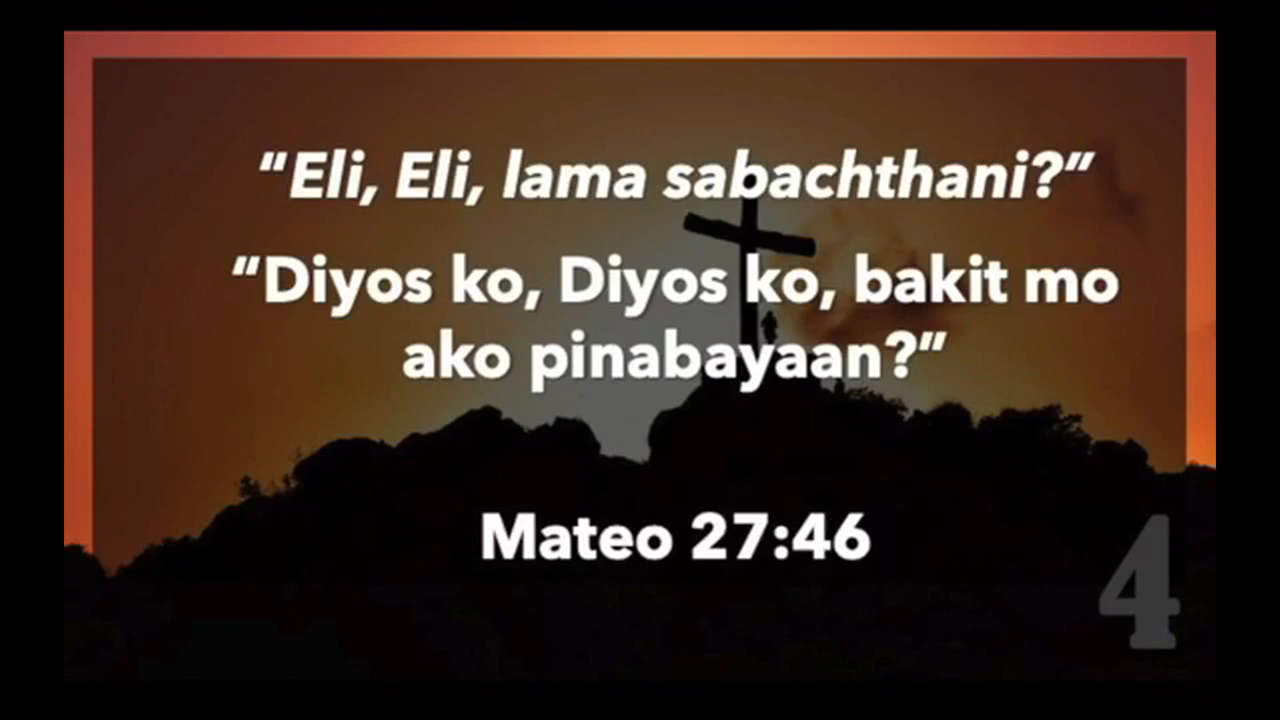 “Eli, Eli, lama sabachthani?”
“Diyos ko, Diyos ko, bakit mo
ako pinabayaan?”
Mateo 27:46
4